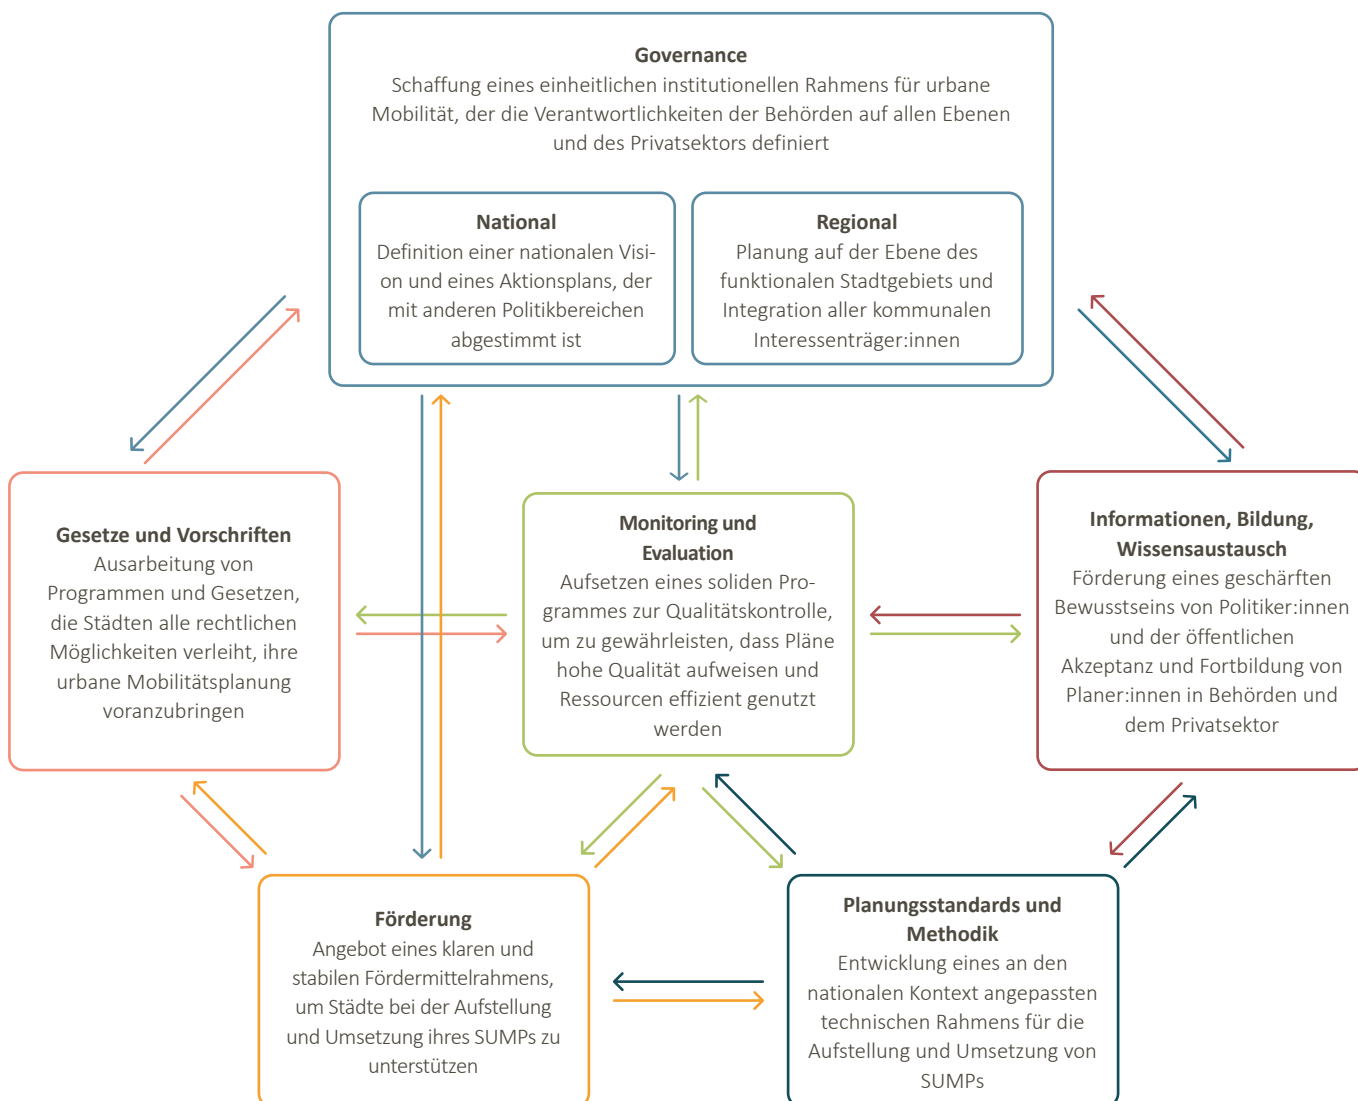 Governance
Schaffung eines einheitlichen institutionellen Rahmens für urbane
Mobilität, der die Verantwortlichkeiten der Behörden auf allen Ebenen
und des Privatsektors definiert
National
Definition einer nationalen Visi-
on und eines Aktionsplans, der
mit anderen Politikbereichen
abgestimmt ist
Regional
Planung auf der Ebene des
funktionalen Stadtgebiets und
Integration aller kommunalen
Interessenträger:innen
Gesetze und Vorschriften
Ausarbeitung von
Programmen und Gesetzen,
die Städten alle rechtlichen
Möglichkeiten verleiht, ihre
urbane Mobilitätsplanung
voranzubringen
Monitoring und
Evaluation
Aufsetzen eines soliden Pro-
grammes zur Qualitätskontrolle,
um zu gewährleisten, dass Pläne
hohe Qualität aufweisen und
Ressourcen effizient genutzt
werden
Informationen, Bildung,
Wissensaustausch
Förderung eines geschärften
Bewusstseins von Politiker:innen
und der öffentlichen
Akzeptanz und Fortbildung von
Planer:innen in Behörden und
dem Privatsektor
Förderung
Angebot eines klaren und
stabilen Fördermittelrahmens,
um Städte bei der Aufstellung
und Umsetzung ihres SUMPs zu
unterstützen
Planungsstandards und
Methodik
Entwicklung eines an den
nationalen Kontext angepassten
technischen Rahmens für die
Aufstellung und Umsetzung von
SUMPs